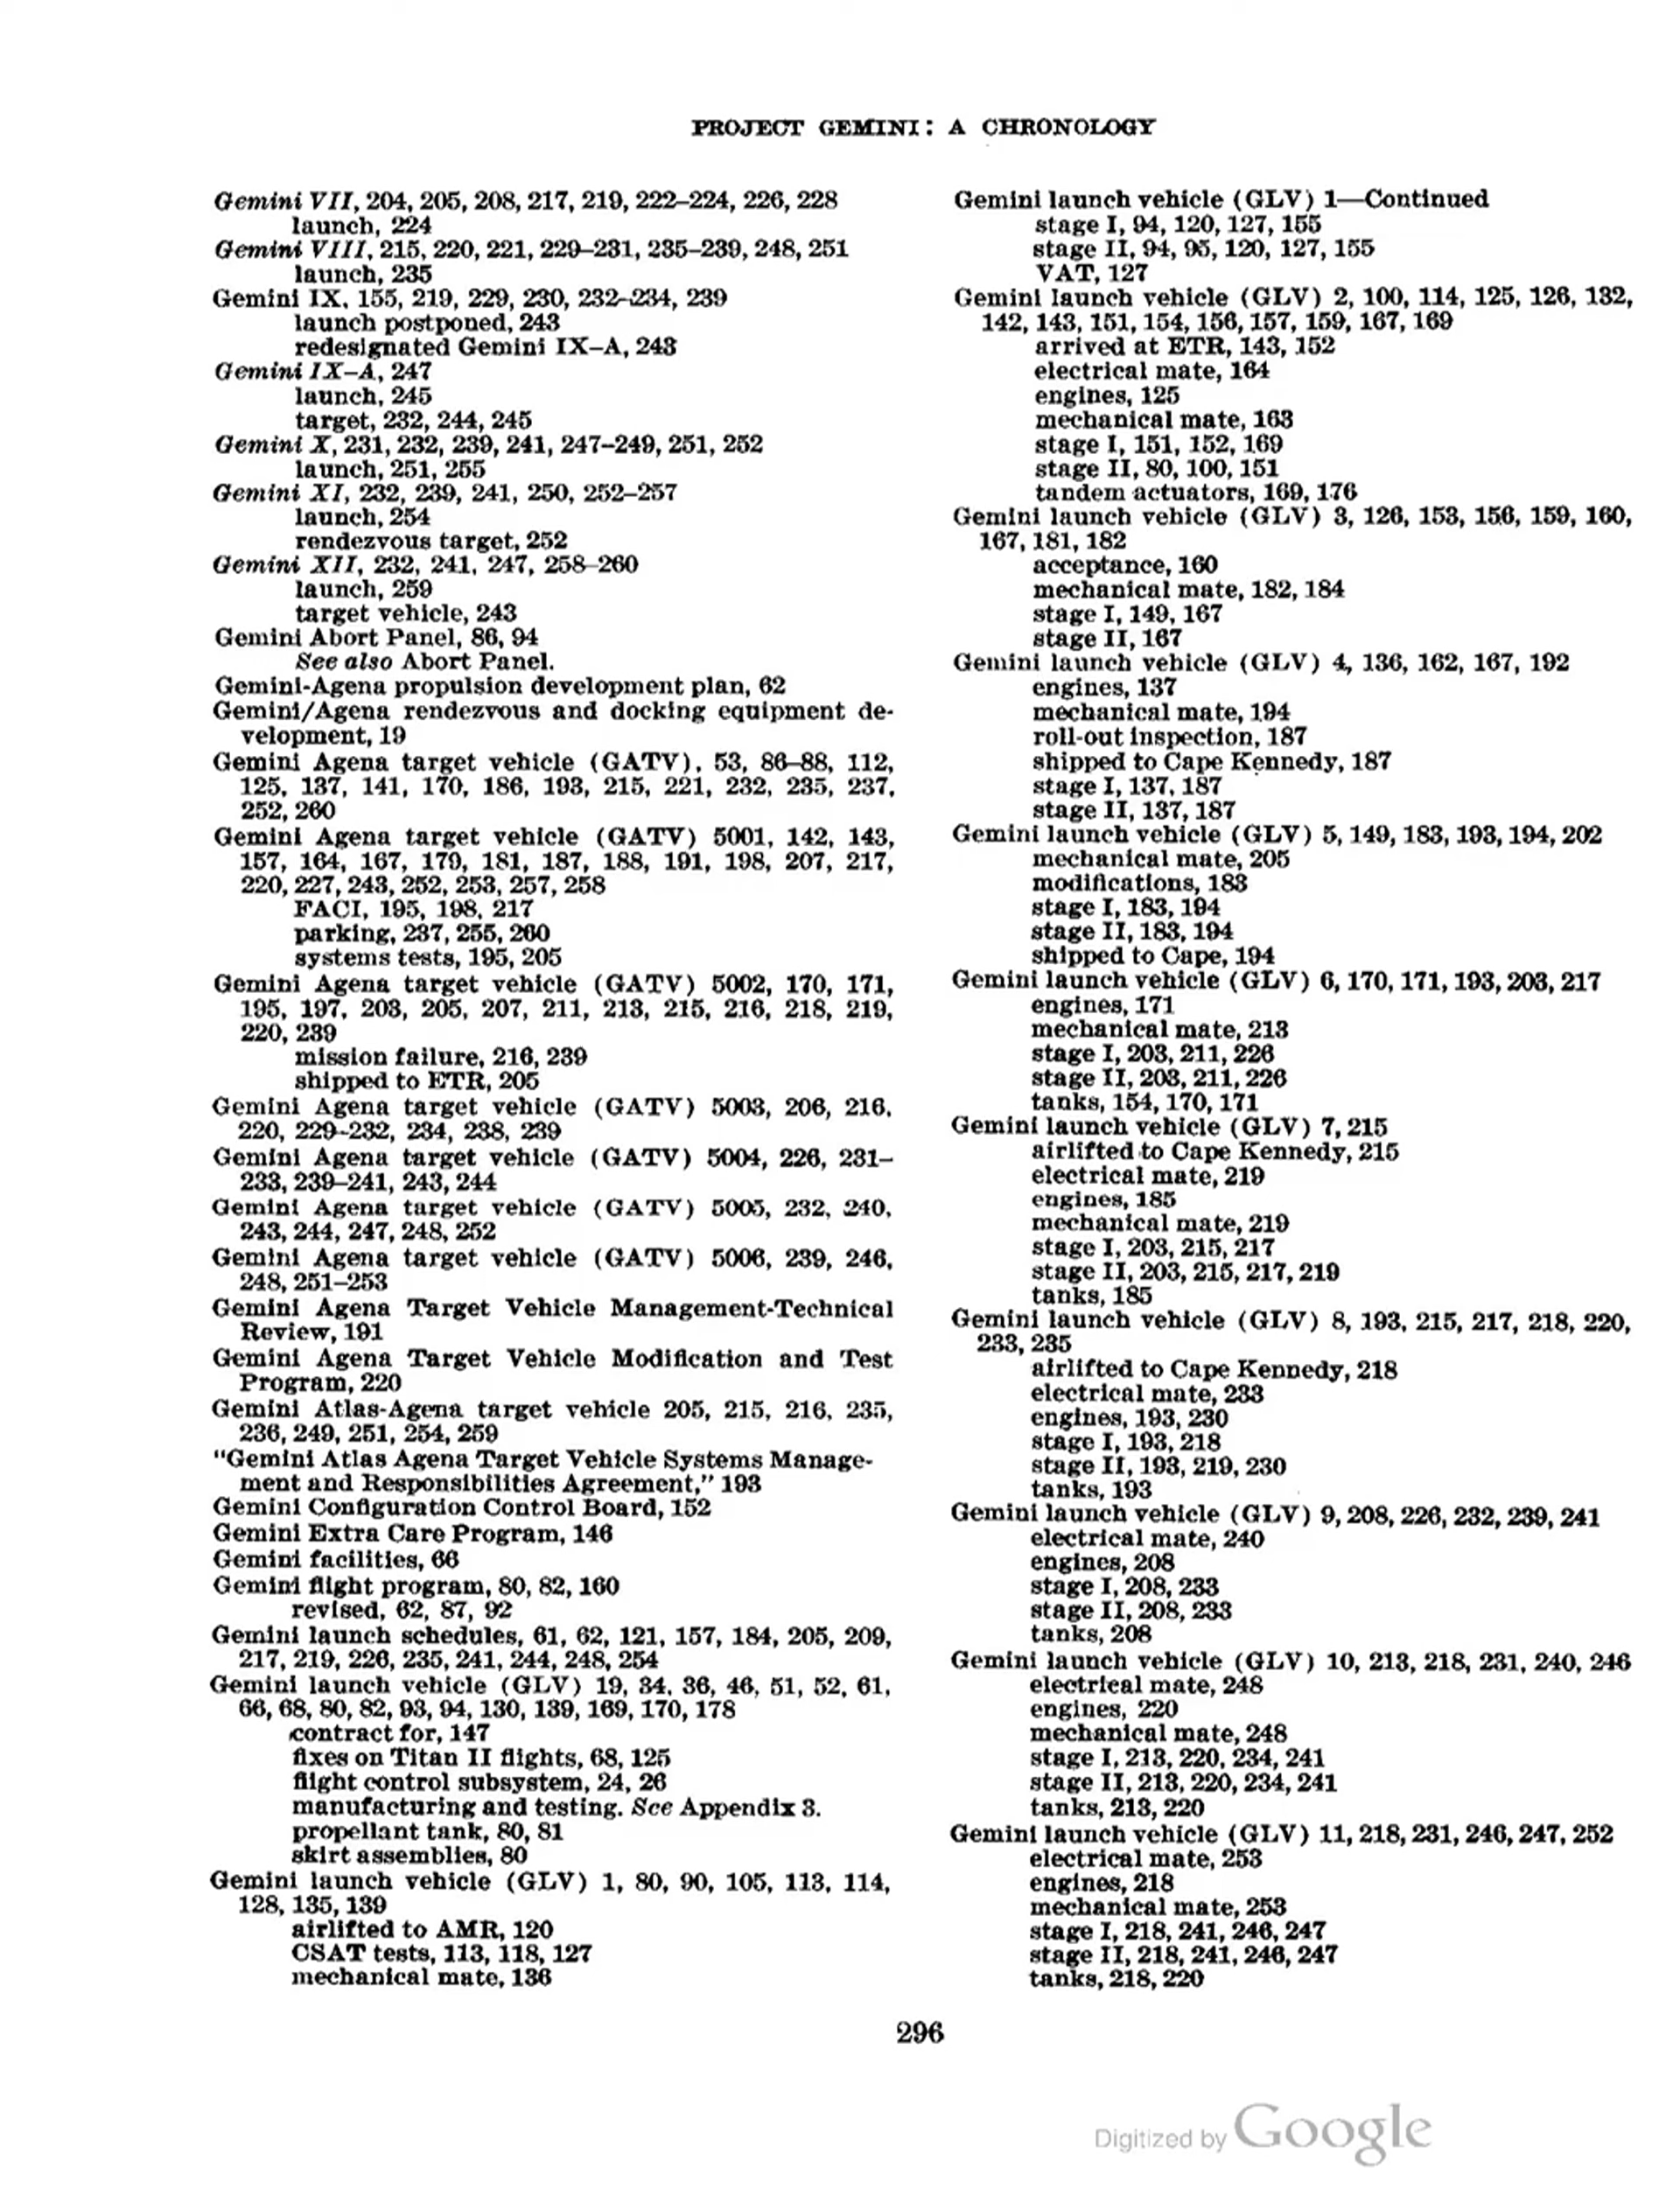 PROJECT GEMINI: A CHRONOLOGY
Gemini VII, 204, 205, 208, 217, 219, 222–224, 226, 228
launch, 224
Gemini VIII, 215, 220, 221, 229–231, 235–239, 248, 251
launch, 235
Gemini IX, 155, 219, 229, 230, 232–234, 239
launch postponed, 243
redesignated Gemini IX–A, 243
Gemini IX–A, 247
launch, 245
target, 232, 244, 245
Gemini X, 231, 232, 239, 241, 247–249, 251, 252
launch, 251, 255
Gemini XI, 232, 239, 241, 250, 252–257
launch, 254
rendezvous target, 252
Gemini XII, 232, 241, 247, 258–260
launch, 259
target vehicle, 243
Gemini Abort Panel, 86, 94
See also Abort Panel.
Gemini-Agena propulsion development plan, 62
Gemini/Agena rendezvous and docking equipment de-
velopment, 19
Gemini Agena target vehicle (GATV), 53, 86–88, 112,
125, 137, 141, 170, 186, 193, 215, 221, 232, 235, 237,
252, 260
Gemini Agena target vehicle (GATV) 5001, 142, 143,
157, 164, 167, 179, 181, 187, 188, 191, 198, 207, 217,
220, 227, 243, 252, 253, 257, 258
FACI, 195, 198, 217
parking, 237, 255, 260
systems tests, 195, 205
Gemini Agena target vehicle (GATV) 5002, 170, 171,
195, 197, 203, 205, 207, 211, 213, 215, 216, 218, 219,
220, 239
mission failure, 216, 239
shipped to ETR, 205
Gemini Agena target vehicle (GATV) 5003, 206, 216,
220, 229–232, 234, 238, 239
Gemini Agena target vehicle (GATV) 5004, 226, 231–
233, 239–241, 243, 244
Gemini Agena target vehicle (GATV) 5005, 232, 240,
243, 244, 247, 248, 252
Gemini Agena target vehicle (GATV) 5006, 239, 246,
248, 251–253
Gemini Agena Target Vehicle Management-Technical
Review, 191
Gemini Agena Target Vehicle Modification and Test
Program, 220
Gemini Atlas-Agena target vehicle 205, 215, 216, 235,
236, 249, 251, 254, 259
"Gemini Atlas Agena Target Vehicle Systems Manage-
ment and Responsibilities Agreement," 193
Gemini Configuration Control Board, 152
Gemini Extra Care Program, 146
Gemini facilities, 66
Gemini flight program, 80, 82, 160
revised, 62, 87, 92
Gemini launch schedules, 61, 62, 121, 157, 184, 205, 209,
217, 219, 226, 235, 241, 244, 248, 254
Gemini launch vehicle (GLV) 19, 34, 36, 46, 51, 52, 61,
66, 68, 80, 82, 93, 94, 130, 139, 169, 170, 178
contract for, 147
fixes on Titan II flights, 68, 125
flight control subsystem, 24, 26
manufacturing and testing. See Appendix 3.
propellant tank, 80, 81
skirt assemblies, 80
Gemini launch vehicle (GLV) 1, 80, 90, 105, 113, 114,
128, 135, 139
airlifted to AMR, 120
CSAT tests, 113, 118, 127
mechanical mate, 136
Gemini launch vehicle (GLV) 1—Continued
stage I, 94, 120, 127, 155
stage II, 94, 95, 120, 127, 155
VAT, 127
Gemini launch vehicle (GLV) 2, 100, 114, 125, 126, 132,
142, 143, 151, 154, 156, 157, 159, 167, 169
arrived at ETR, 143, 152
electrical mate, 164
engines, 125
mechanical mate, 163
stage I, 151, 152, 169
stage II, 80, 100, 151
tandem actuators, 169, 176
Gemini launch vehicle (GLV) 3, 126, 153, 156, 159, 160,
167, 181, 182
acceptance, 160
mechanical mate, 182, 184
stage I, 149, 167
stage II, 167
Gemini launch vehicle (GLV) 4, 136, 162, 167, 192
engines, 137
mechanical mate, 194
roll-out inspection, 187
shipped to Cape Kennedy, 187
stage I, 137, 187
stage II, 137, 187
Gemini launch vehicle (GLV) 5, 149, 183, 193, 194, 202
mechanical mate, 205
modifications, 183
stage I, 183, 194
stage II, 183, 194
shipped to Cape, 194
Gemini launch vehicle (GLV) 6, 170, 171, 193, 203, 217
engines, 171
mechanical mate, 213
stage I, 203, 211, 226
stage II, 203, 211, 226
tanks, 154, 170, 171
Gemini launch vehicle (GLV) 7, 215
airlifted to Cape Kennedy, 215
electrical mate, 219
engines, 185
mechanical mate, 219
stage I, 203, 215, 217
stage II, 203, 215, 217, 219
tanks, 185
Gemini launch vehicle (GLV) 8, 193, 215, 217, 218, 220,
233, 235
airlifted to Cape Kennedy, 218
electrical mate, 233
engines, 193, 230
stage I, 193, 218
stage II, 193, 219, 230
tanks, 193
Gemini launch vehicle (GLV) 9, 208, 226, 232, 239, 241
electrical mate, 240
engines, 208
stage I, 208, 233
stage II, 208, 233
tanks, 208
Gemini launch vehicle (GLV) 10, 213, 218, 231, 240, 246
electrical mate, 248
engines, 220
mechanical mate, 248
stage I, 213, 220, 234, 241
stage II, 213, 220, 234, 241
tanks, 213, 220
Gemini launch vehicle (GLV) 11, 218, 231, 246, 247, 252
electrical mate, 253
engines, 218
mechanical mate, 253
stage I, 218, 241, 246, 247
stage II, 218, 241, 246, 247
tanks, 218, 220
296
Digitized by Google